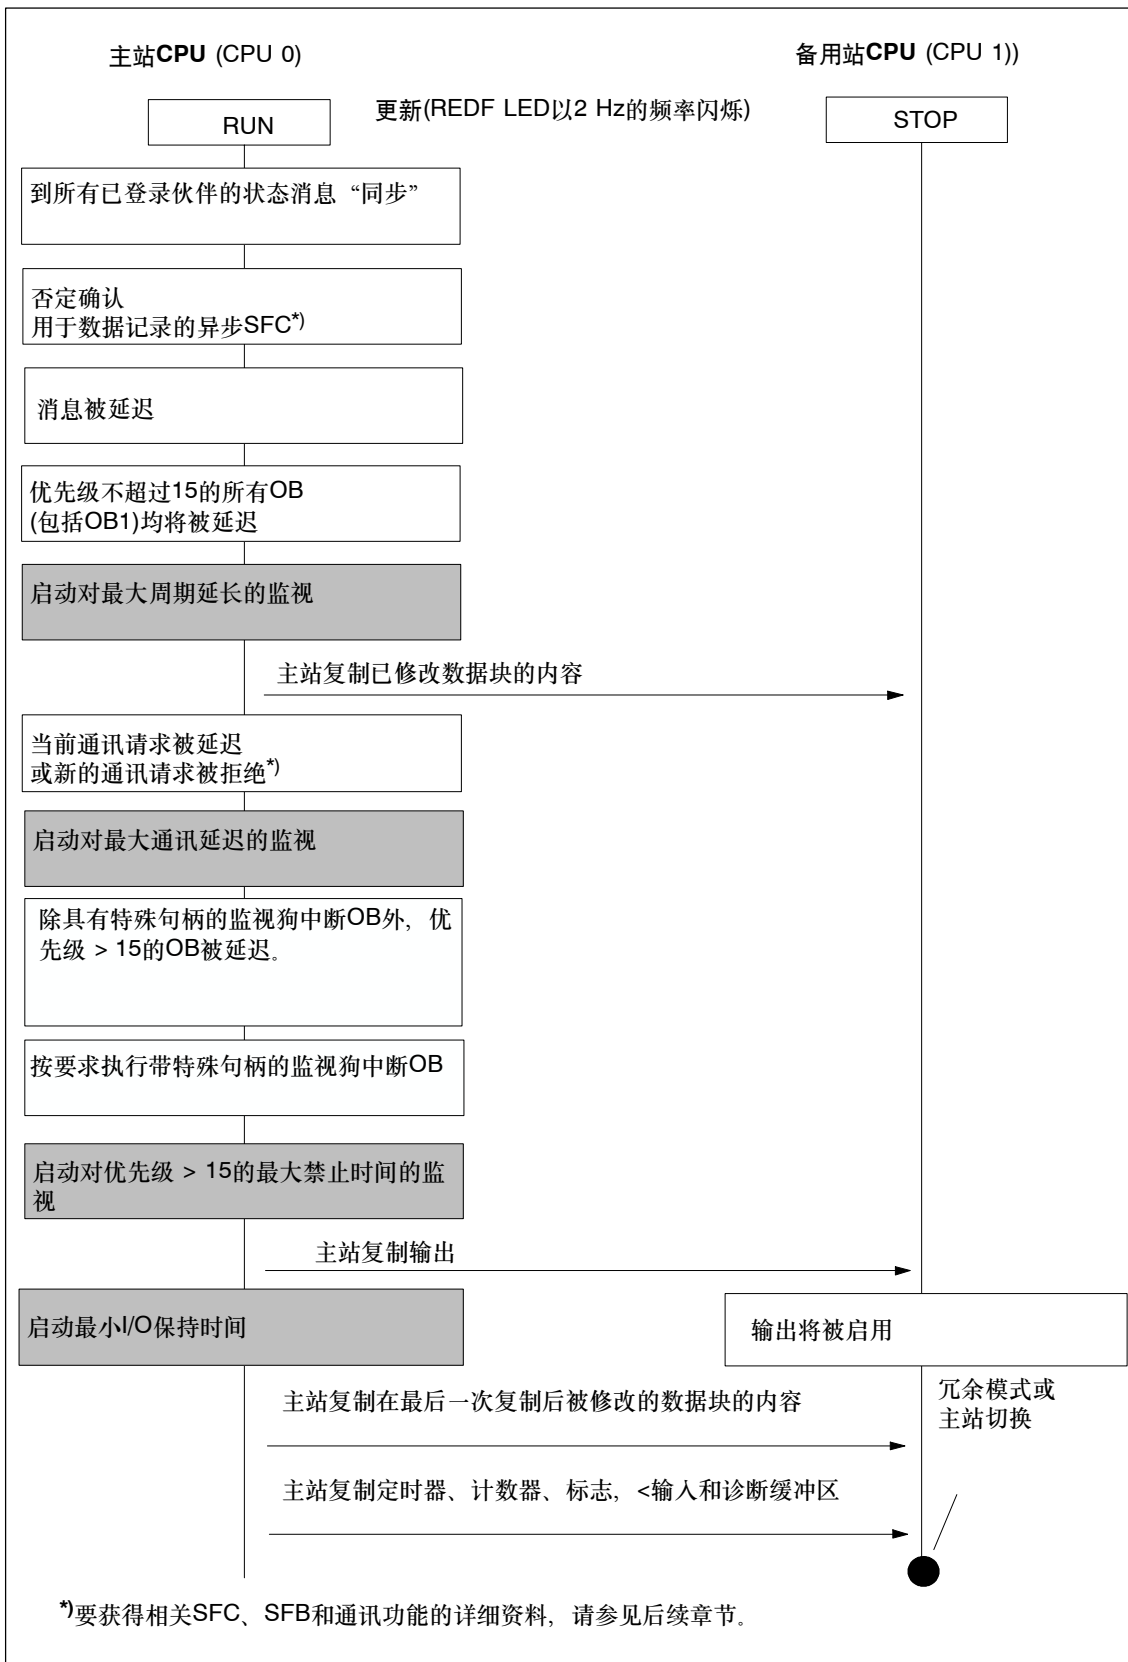 主站CPU (CPU 0)
备用站CPU (CPU 1))
更新(REDF LED以2 Hz的频率闪烁)
RUN
STOP
到所有已登录伙伴的状态消息“同步”
否定确认
用于数据记录的异步SFC*)
消息被延迟
优先级不超过15的所有OB
(包括OB1)均将被延迟
启动对最大周期延长的监视
主站复制已修改数据块的内容
当前通讯请求被延迟
或新的通讯请求被拒绝*)
启动对最大通讯延迟的监视
除具有特殊句柄的监视狗中断OB外，优
先级 > 15的OB被延迟。
按要求执行带特殊句柄的监视狗中断OB
启动对优先级 > 15的最大禁止时间的监
视
主站复制输出
启动最小I/O保持时间
输出将被启用
主站复制在最后一次复制后被修改的数据块的内容
冗余模式或
主站切换
主站复制定时器、计数器、标志，<输入和诊断缓冲区
*)要获得相关SFC、SFB和通讯功能的详细资料，请参见后续章节。